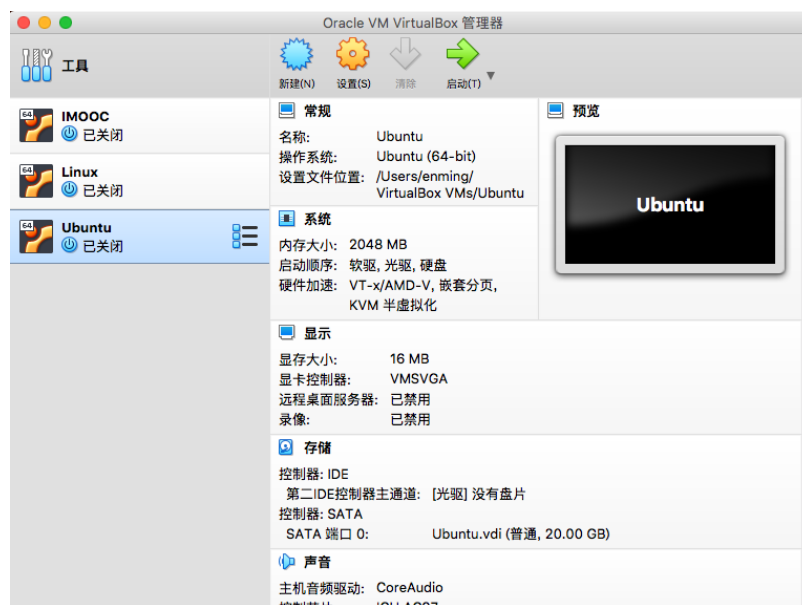 Oracle VM VirtualBox 管理器
工具
新建(N)
设置(S)
清除
启动(T)
64
IMOOC
已关闭
64
Linux
已关闭
64
Ubuntu
已关闭
常规
名称: Ubuntu
操作系统: Ubuntu (64-bit)
设置文件位置: /Users/enming/
VirtualBox VMs/Ubuntu
预览
Ubuntu
系统
内存大小: 2048 MB
启动顺序: 软驱, 光驱, 硬盘
硬件加速: VT-x/AMD-V, 嵌套分页,
KVM 半虚拟化
显示
显存大小: 16 MB
显卡控制器: VMSVGA
远程桌面服务器: 已禁用
录像: 已禁用
存储
控制器: IDE
第二IDE控制器主通道: [光驱] 没有盘片
控制器: SATA
SATA 端口 0: Ubuntu.vdi (普通, 20.00 GB)
声音
主机音频驱动: CoreAudio